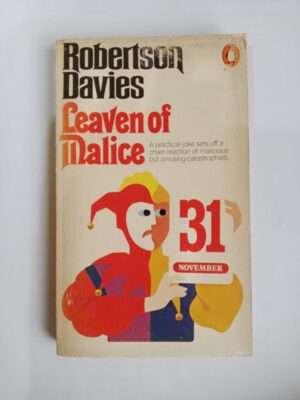 Robertson
Davies
Leaven of
Malice
A practical joke sets off a
chain reaction of malicious
but amusing catastrophes.
31
NOVEMBER